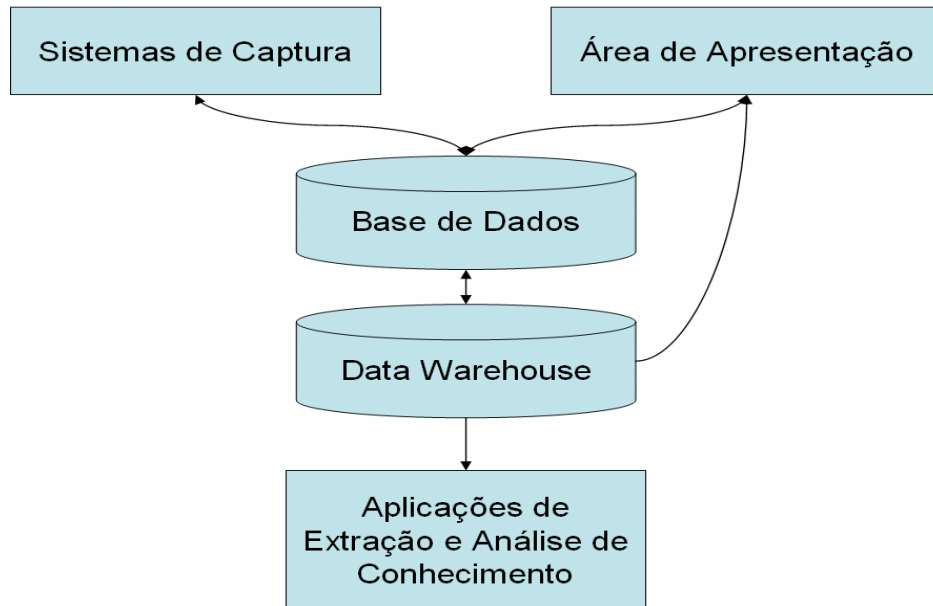 Sistemas de Captura
Área de Apresentação
Base de Dados
Data Warehouse
Aplicações de
Extração e Análise de
Conhecimento